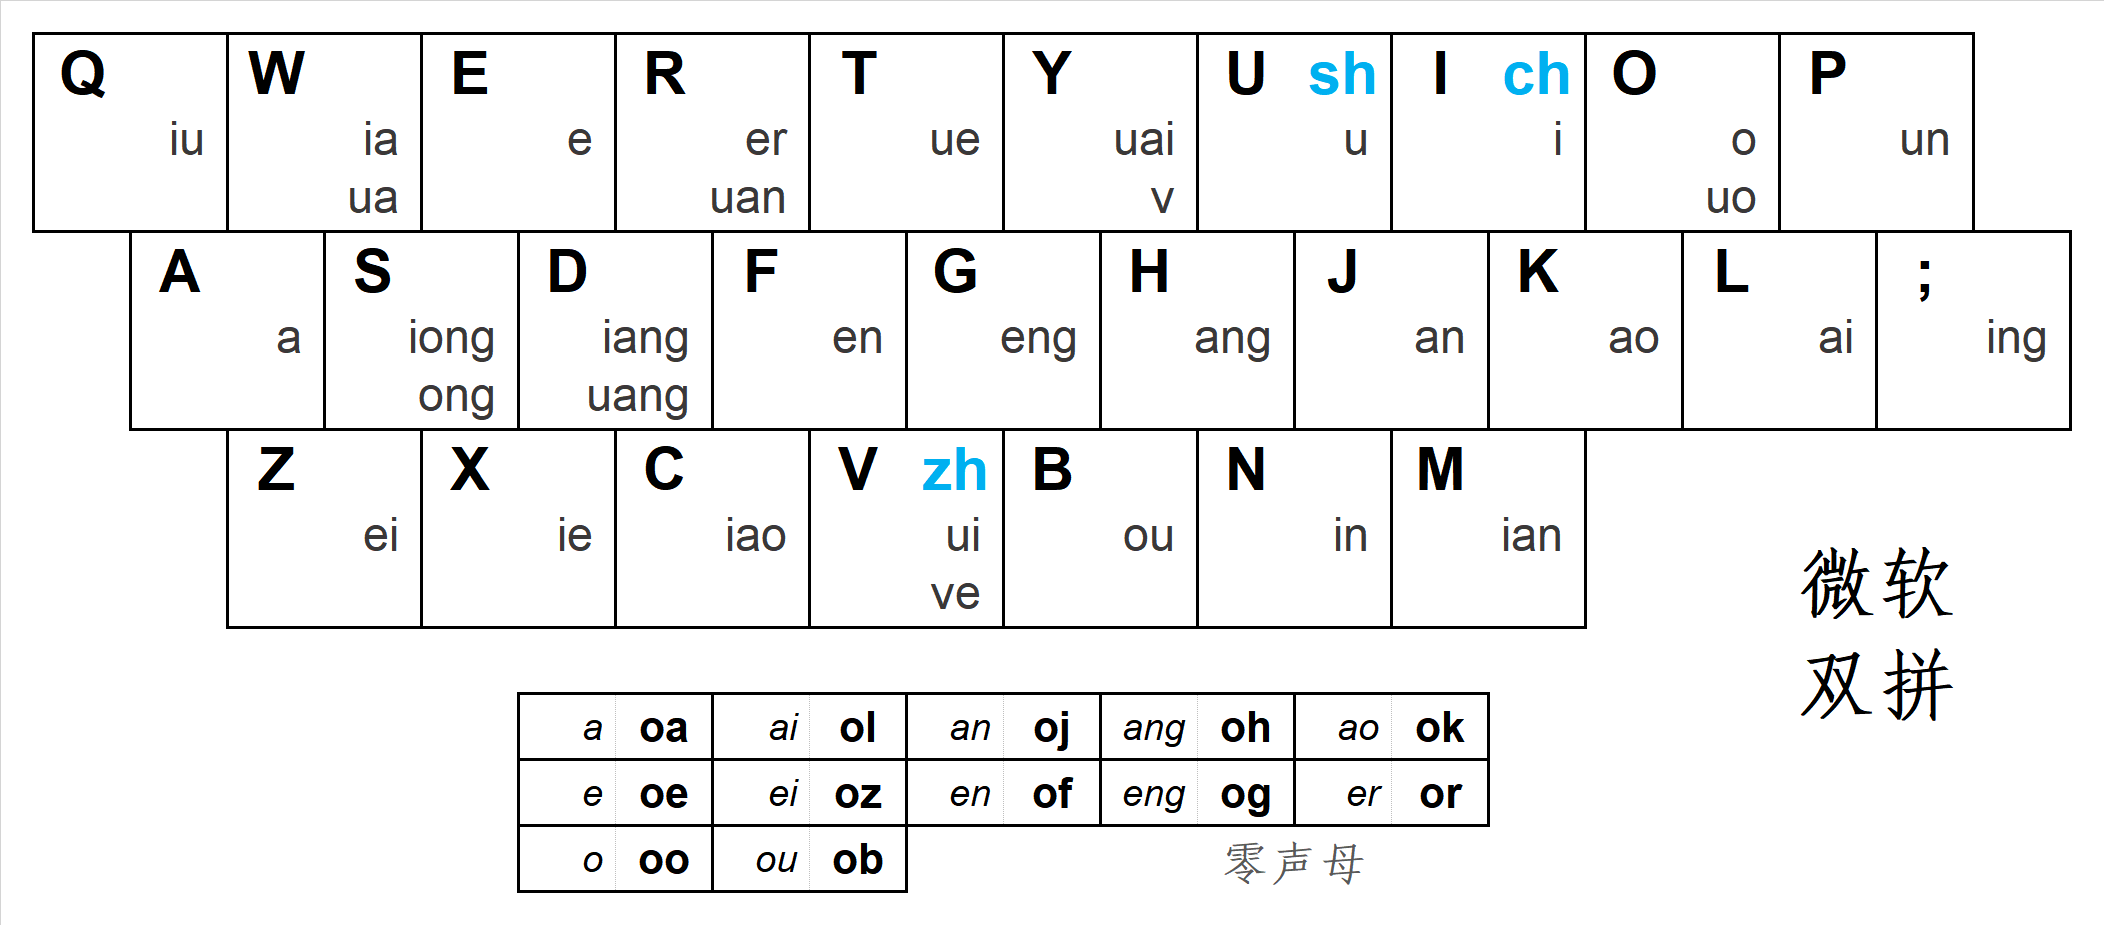 Q W E R T Y U sh I ch O P
iu ia e er ue uai u i o un
ua uan v uo
A S D F G H J K L ;
a iong iang en eng ang an ao ai ing
ong uang
Z X C V zh B N M
ei ie iao ui ou in ian
ve
微软
双拼
a oa ai ol an oj ang oh ao ok
e oe ei oz en of eng og er or
o oo ou ob
零声母